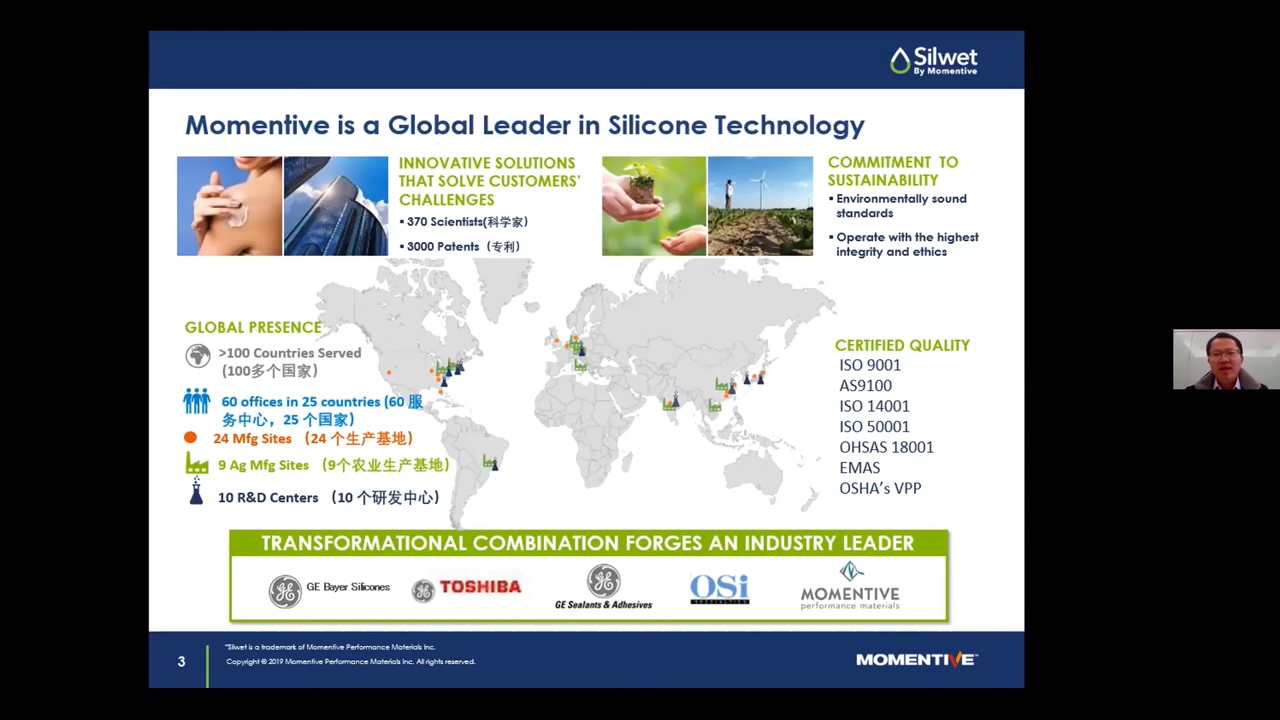 Silwet
By Momentive
Momentive is a Global Leader in Silicone Technology
INNOVATIVE SOLUTIONS
THAT SOLVE CUSTOMERS'
CHALLENGES
▪ 370 Scientists(科学家)
▪ 3000 Patents（专利）
COMMITMENT TO
SUSTAINABILITY
▪ Environmentally sound
standards
▪ Operate with the highest
integrity and ethics
GLOBAL PRESENCE
>100 Countries Served
(100多个国家)
60 offices in 25 countries (60 服
务中心，25 个国家)
24 Mfg Sites （24 个生产基地)
9 Ag Mfg Sites （9个农业生产基地)
10 R&D Centers （10 个研发中心)
CERTIFIED QUALITY
ISO 9001
AS9100
ISO 14001
ISO 50001
OHSAS 18001
EMAS
OSHA's VPP
TRANSFORMATIONAL COMBINATION FORGES AN INDUSTRY LEADER
GE Bayer Silicones
TOSHIBA
GE Sealants & Adhesives
OSi
SPECIALTIES
MOMENTIVE
performance materials
3
*Silwet is a trademark of Momentive Performance Materials Inc.
Copyright © 2019 Momentive Performance Materials Inc. All rights reserved.
MOMENTIVE™